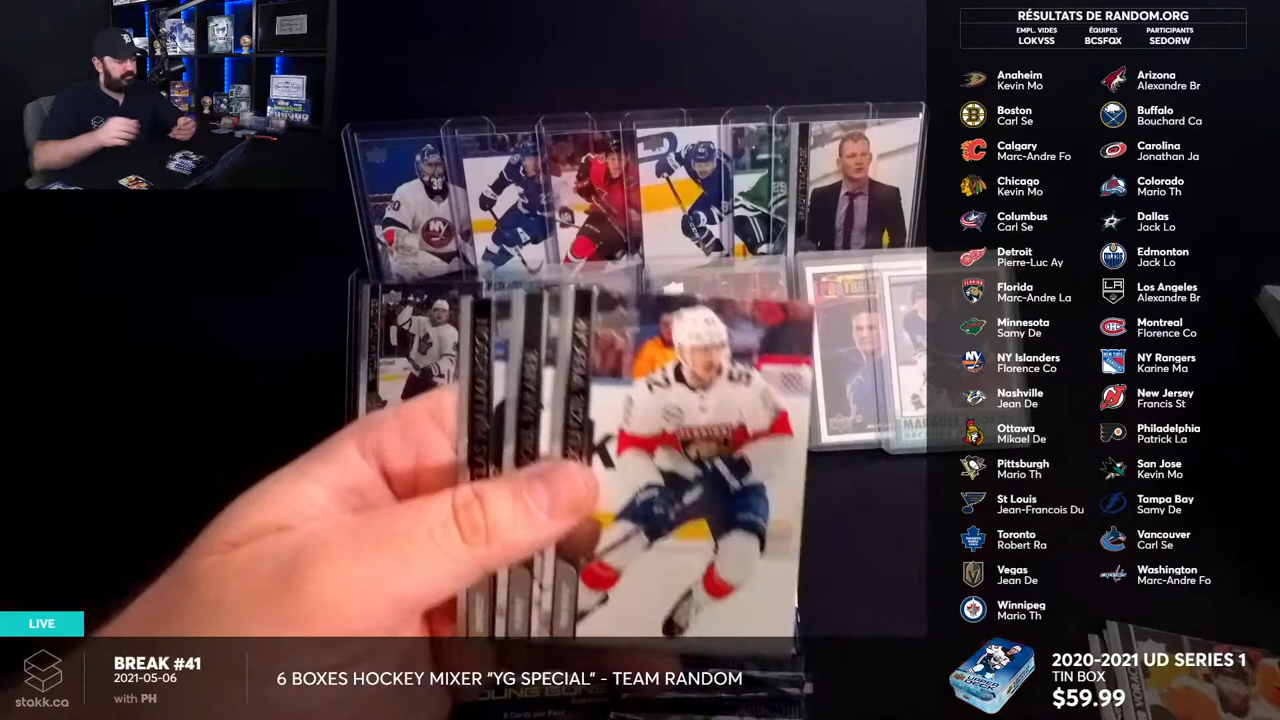 RÉSULTATS DE RANDOM.ORG
EMPL. VIDES
LOKVSS
ÉQUIPES
BCSFQX
PARTICIPANTS
SEDORW
Anaheim
Kevin Mo
Arizona
Alexandre Br
Boston
Carl Se
Buffalo
Bouchard Ca
Calgary
Marc-Andre Fo
Carolina
Jonathan Ja
Chicago
Kevin Mo
Colorado
Mario Th
Columbus
Carl Se
Dallas
Jack Lo
Detroit
Pierre-Luc Ay
Edmonton
Jack Lo
Florida
Marc-Andre La
Los Angeles
Alexandre Br
Minnesota
Samy De
Montreal
Florence Co
NY Islanders
Florence Co
NY Rangers
Karine Ma
Nashville
Jean De
New Jersey
Francis St
Ottawa
Mikael De
Philadelphia
Patrick La
Pittsburgh
Mario Th
San Jose
Kevin Mo
St Louis
Jean-Francois Du
Tampa Bay
Samy De
Toronto
Robert Ra
Vancouver
Carl Se
Vegas
Jean De
Washington
Marc-Andre Fo
Winnipeg
Mario Th
LIVE
stakk.ca
BREAK #41
2021-05-06
with PH
6 BOXES HOCKEY MIXER "YG SPECIAL" - TEAM RANDOM
2020-2021 UD SERIES 1
TIN BOX
$59.99
YOUNG GUNS